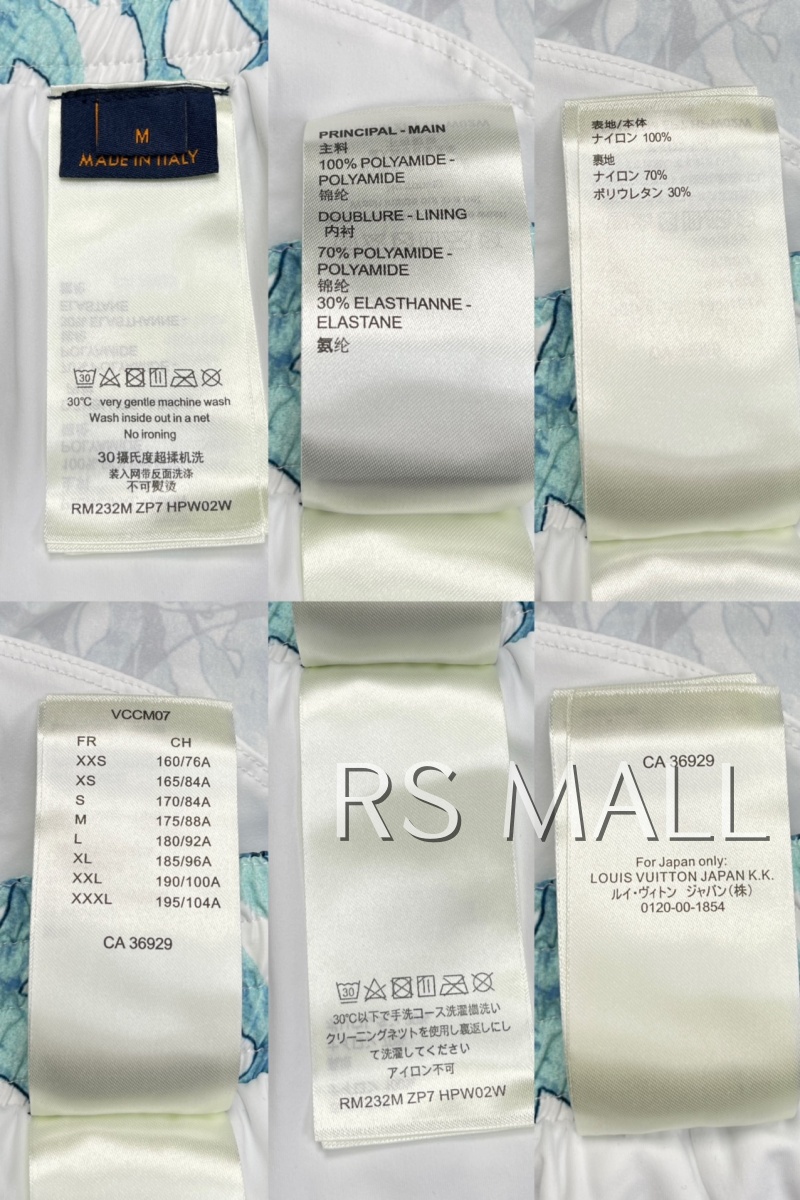 M
MADE IN ITALY
30
30℃ very gentle machine wash
Wash inside out in a net
No ironing
30摄氏度超揉机洗
装入网带反面洗涤
不可熨烫
RM232M ZP7 HPW02W
PRINCIPAL - MAIN
主料
100% POLYAMIDE -
POLYAMIDE
锦纶
DOUBLURE - LINING
内衬
70% POLYAMIDE -
POLYAMIDE
锦纶
30% ELASTHANNE -
ELASTANE
氨纶
表地/本体
ナイロン 100%
裏地
ナイロン 70%
ポリウレタン 30%
VCCM07
FR CH
XXS 160/76A
XS 165/84A
S 170/84A
M 175/88A
L 180/92A
XL 185/96A
XXL 190/100A
XXXL 195/104A
CA 36929
30
30℃以下で手洗コース洗濯
クリーニングネツトを使用し裏返しにし
て洗濯してください
アイロン不可
RM232M ZP7 HPW02W
CA 36929
For Japan only:
LOUIS VUITTON JAPAN K.K.
ルイ・ヴィトン ジャパン(株)
0120-00-1854
RS MALL